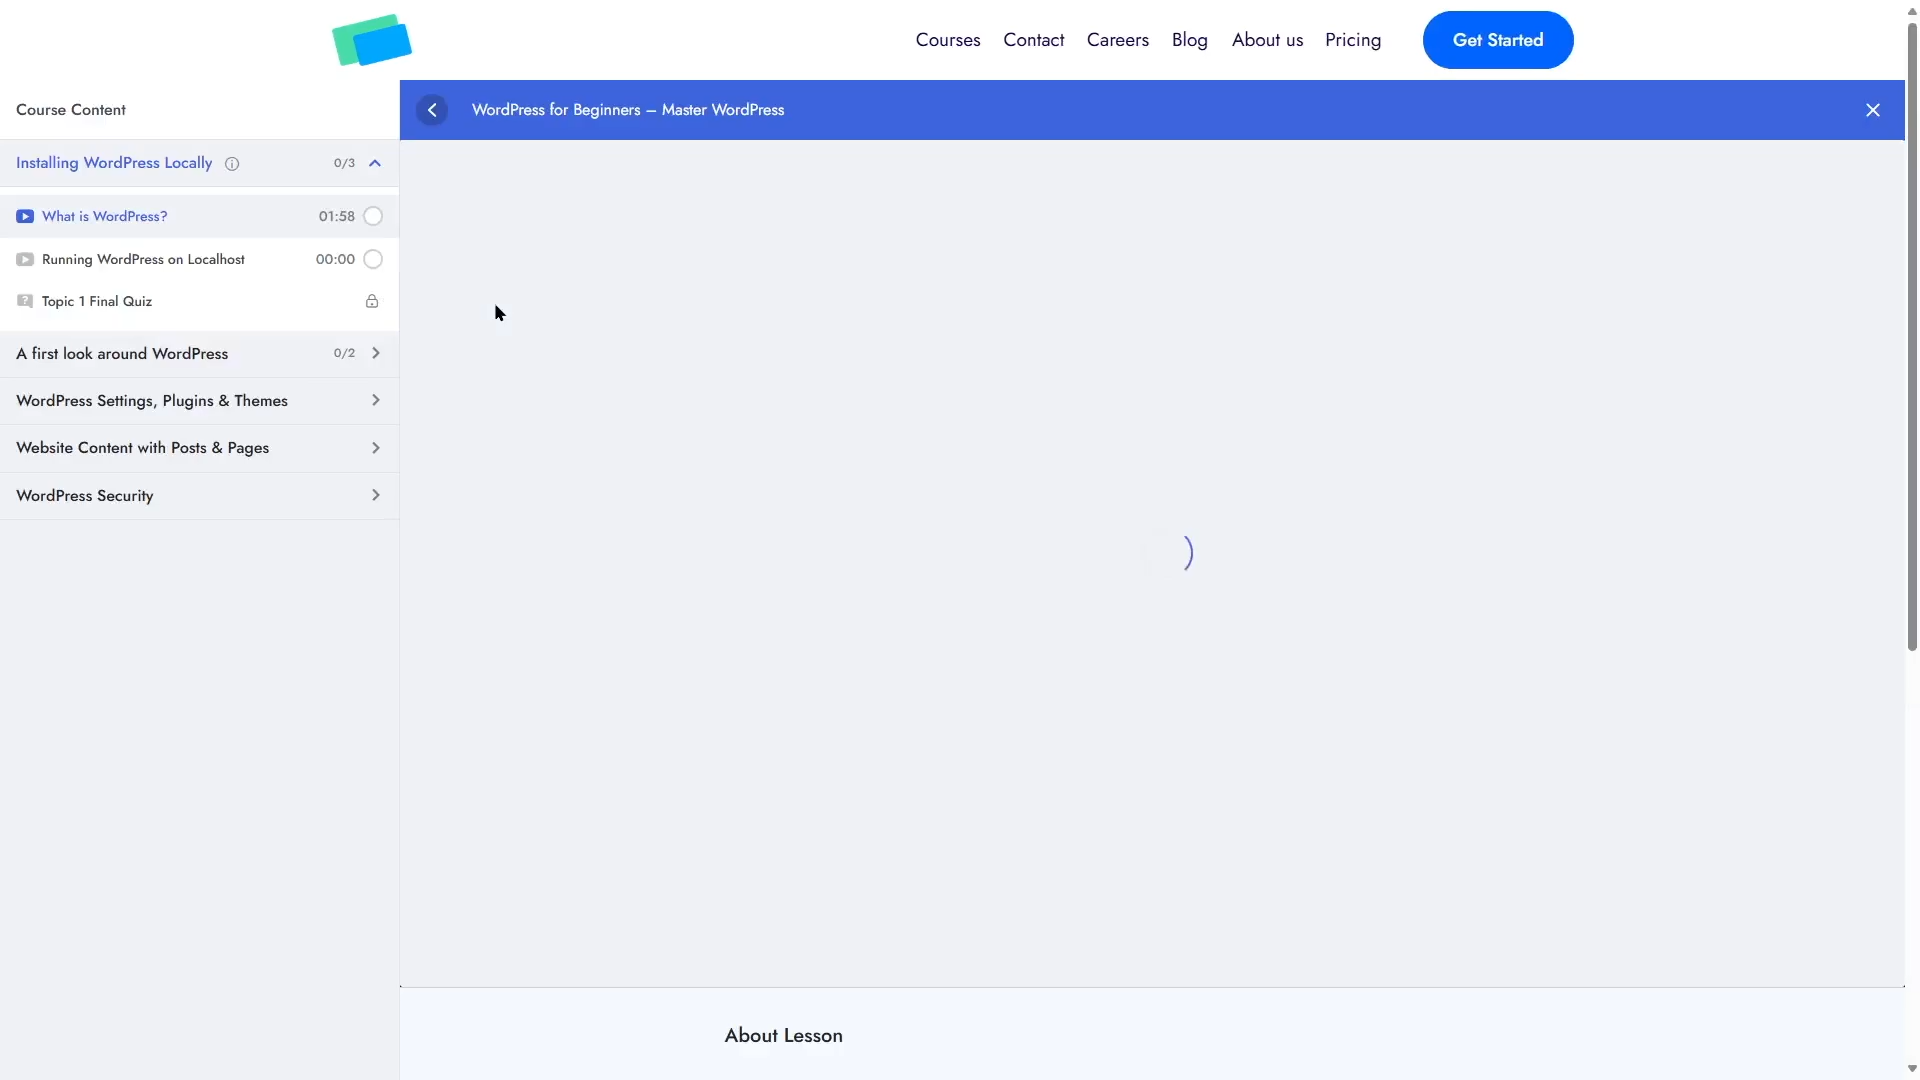 Courses Contact Careers Blog About us Pricing Get Started
Course Content
WordPress for Beginners – Master WordPress
Installing WordPress Locally 0/3
What is WordPress? 01:58
Running WordPress on Localhost 00:00
Topic 1 Final Quiz
A first look around WordPress 0/2
WordPress Settings, Plugins & Themes
Website Content with Posts & Pages
WordPress Security
About Lesson